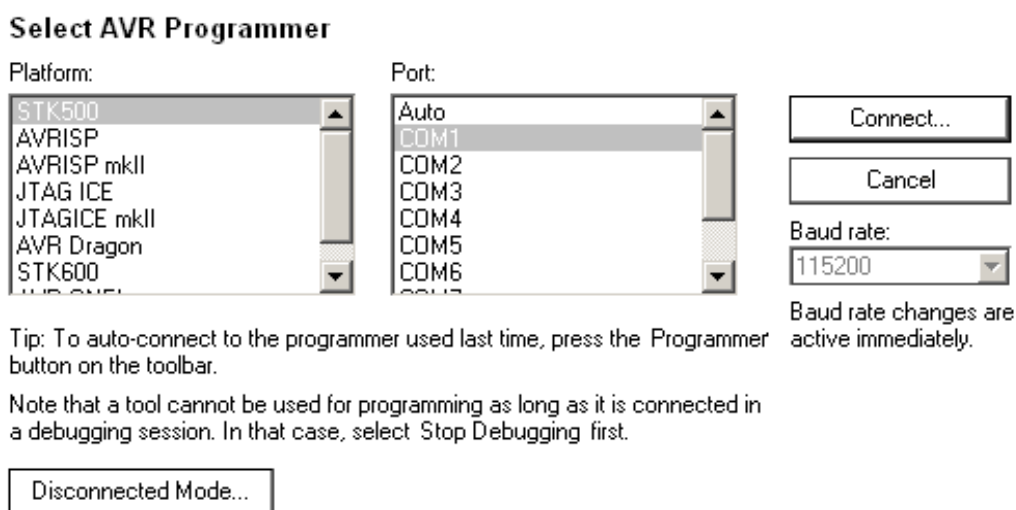 Select AVR Programmer
Platform:
Port:
STK500
AVRISP
AVRISP mkII
JTAG ICE
JTAGICE mkII
AVR Dragon
STK600
Auto
COM1
COM2
COM3
COM4
COM5
COM6
Connect...
Cancel
Baud rate:
115200
Baud rate changes are
active immediately.
Tip: To auto-connect to the programmer used last time, press the Programmer
button on the toolbar.
Note that a tool cannot be used for programming as long as it is connected in
a debugging session. In that case, select Stop Debugging first.
Disconnected Mode...